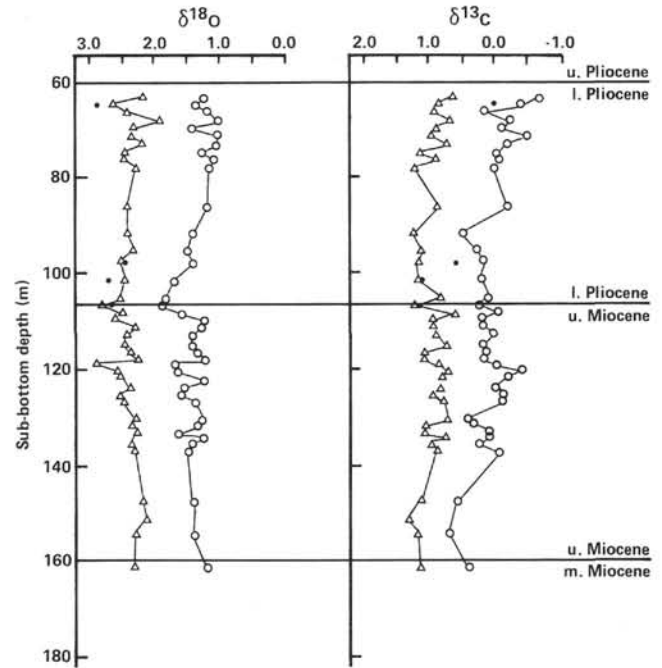 δ18O
δ13C
3.0 2.0 1.0 0.0
2.0 1.0 0.0 -1.0
u. Pliocene
l. Pliocene
60
80
100
120
140
160
180
Sub-bottom depth (m)
l. Pliocene
u. Miocene
u. Miocene
m. Miocene